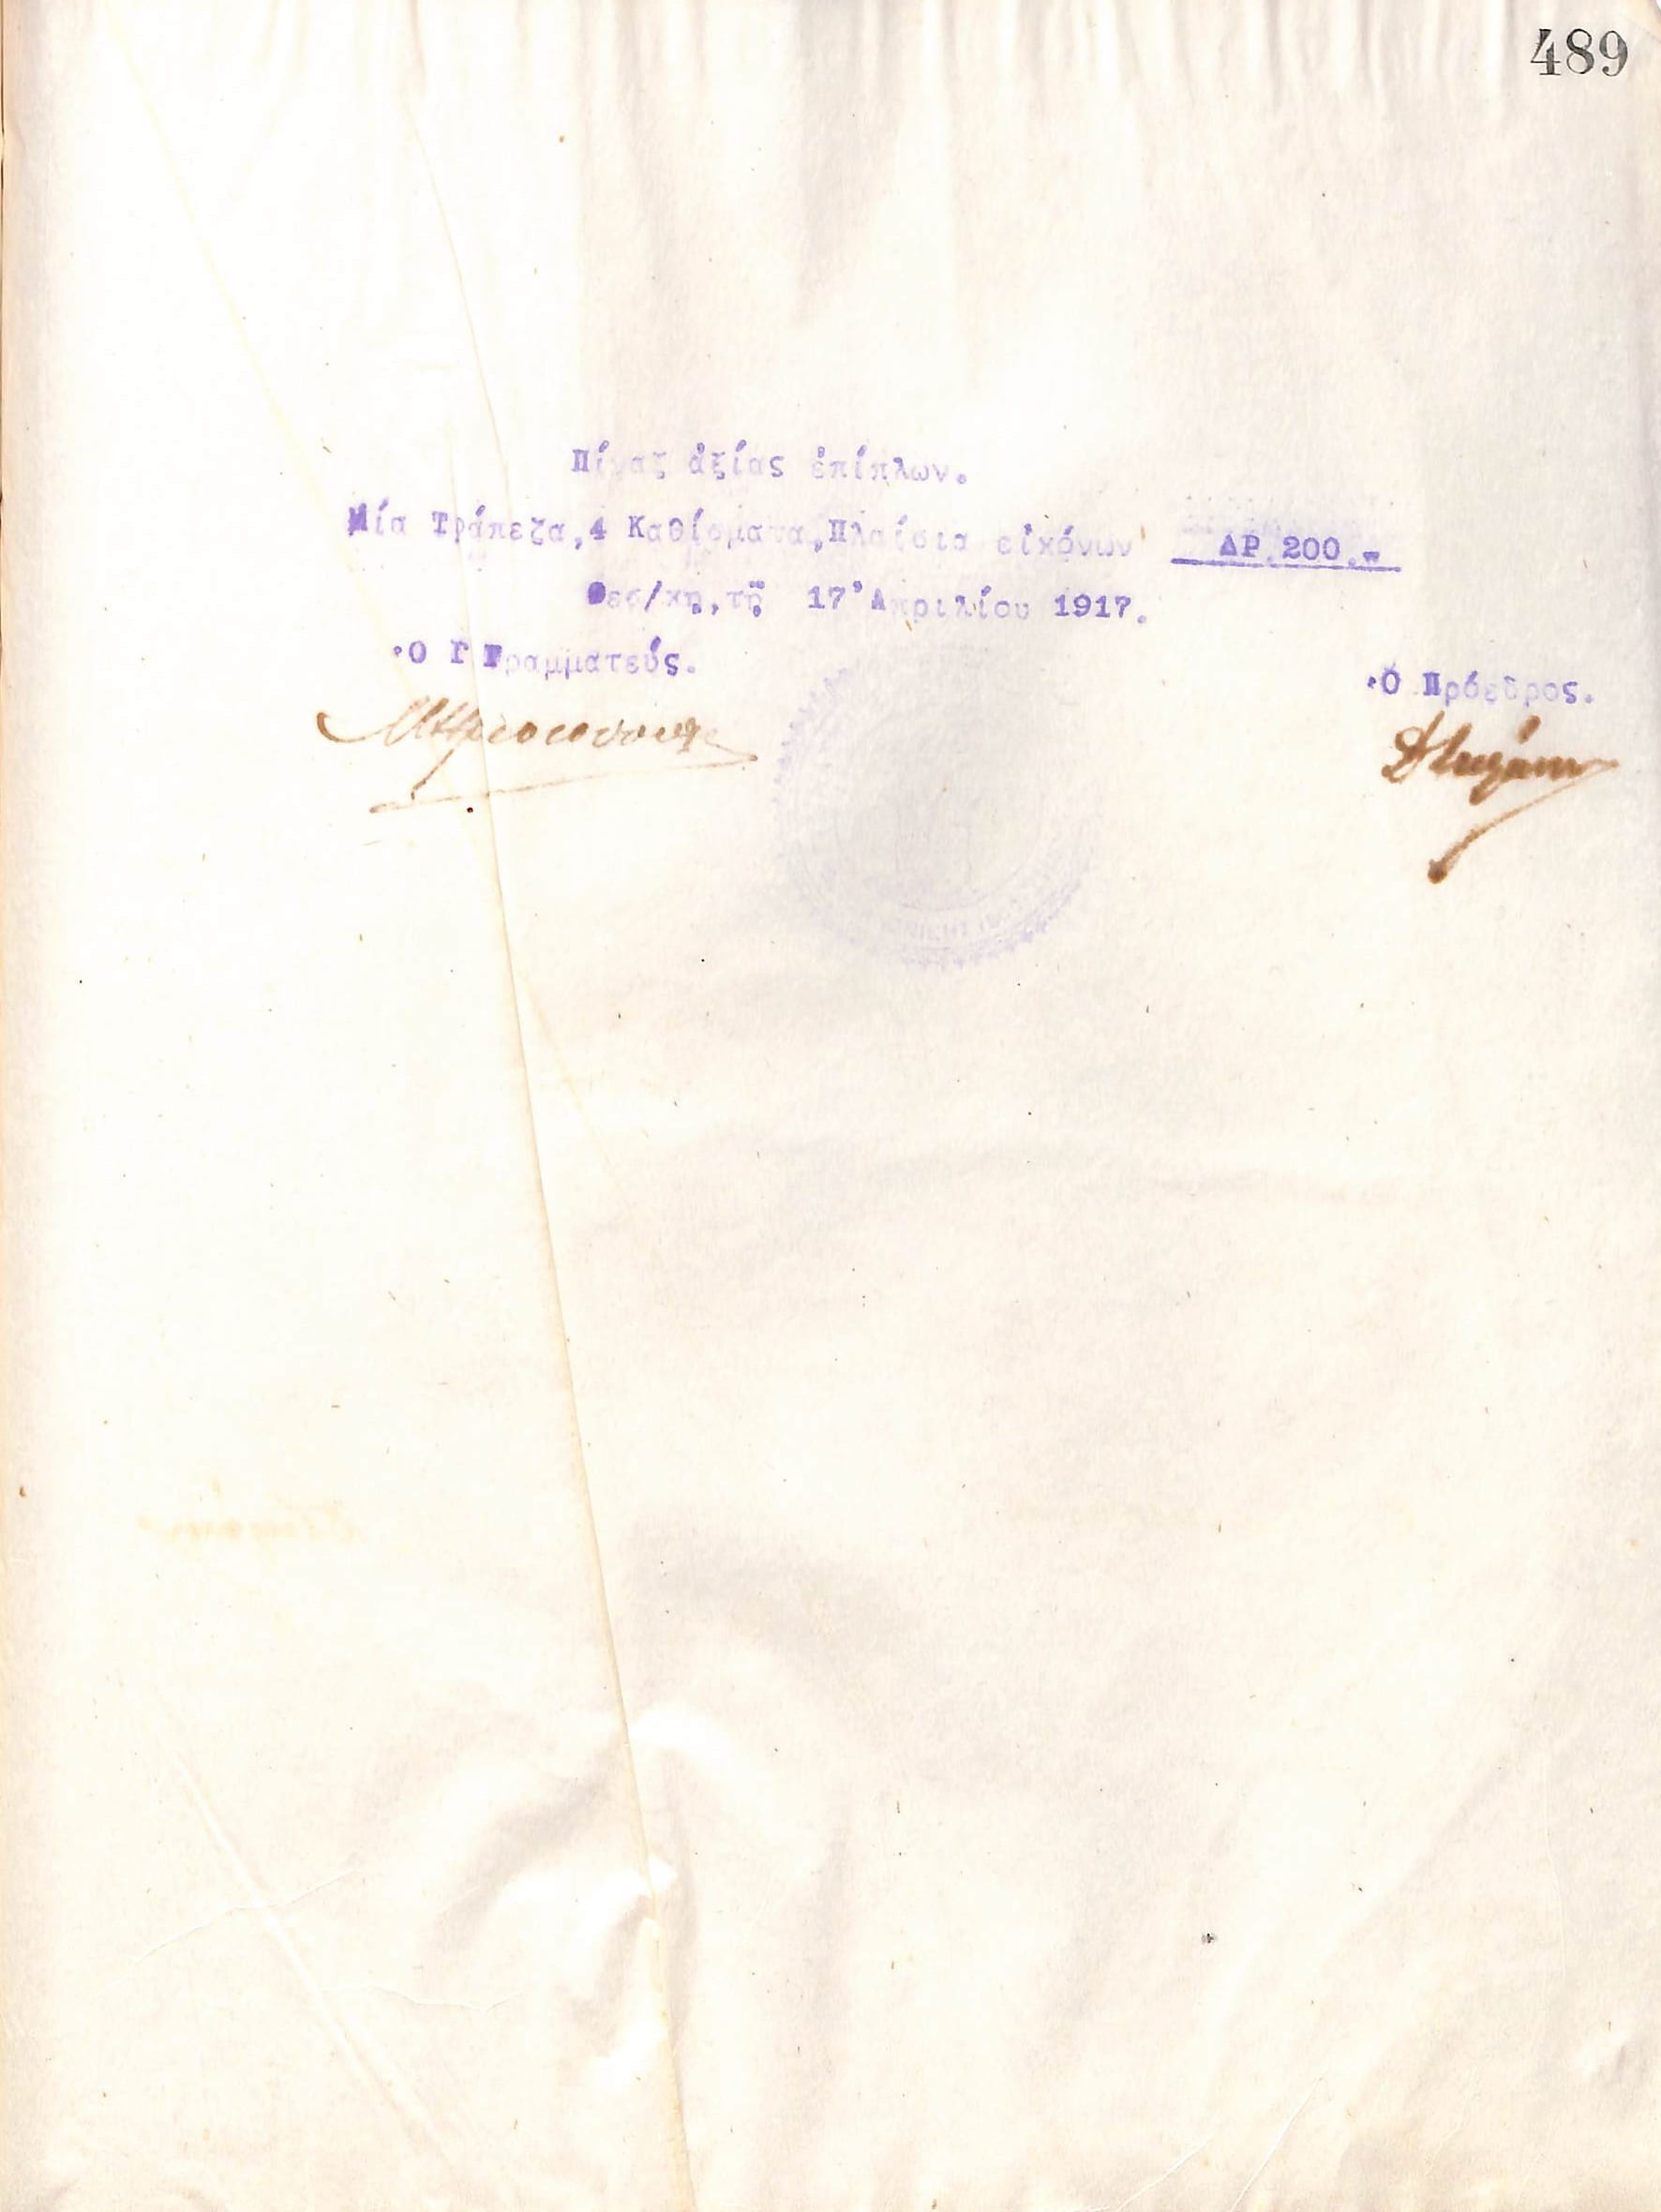 489
Πίναξ ἀξίας ἐπίπλων.
Μία Τράπεζα,4 Καθίσματα,Πλαίσια εἰκόνων ΔΡ.200.-
Θεσ/κη,τῇ 17 Ἀπριλίου 1917.
Ὁ Γ Γραμματεύς.
Ὁ Πρόεδρος.